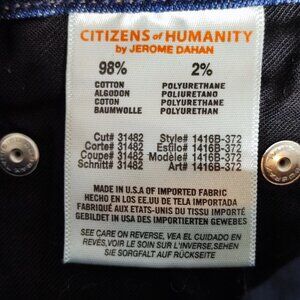 CITIZENS of HUMANITY
by JEROME DAHAN
98% 2%
COTTON POLYURETHANE
ALGODON POLIURETANO
COTON POLYURETHANE
BAUMWOLLE POLYURETHAN
Cut# 31482 Style# 1416B-372
Corte# 31482 Estilo# 1416B-372
Coupe# 31482 Modèle# 1416B-372
Schnitt# 31482 Art# 1416B-372
MADE IN U.S.A OF IMPORTED FABRIC
HECHO EN LOS EE.UU DE TELA IMPORTADA
FABRIQUÉ AUX ETATS-UNIS DU TISSU IMPORTÉ
GEBILDET IN USA DES IMPORTIERTEN GEWEBES
SEE CARE ON REVERSE, VEA EL CUIDADO EN
REVÉS,VOIR LE SOIN SUR L'INVERSE,SEHEN
SIE SORGFALT AUF RÜCKSEITE